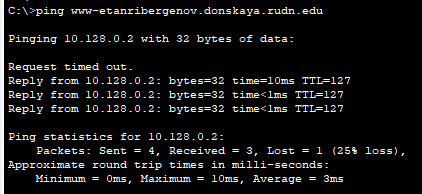 C:\>ping www-etanribergenov.donskaya.rudn.edu
Pinging 10.128.0.2 with 32 bytes of data:
Request timed out.
Reply from 10.128.0.2: bytes=32 time=10ms TTL=127
Reply from 10.128.0.2: bytes=32 time<1ms TTL=127
Reply from 10.128.0.2: bytes=32 time<1ms TTL=127
Ping statistics for 10.128.0.2:
Packets: Sent = 4, Received = 3, Lost = 1 (25% loss),
Approximate round trip times in milli-seconds:
Minimum = 0ms, Maximum = 10ms, Average = 3ms